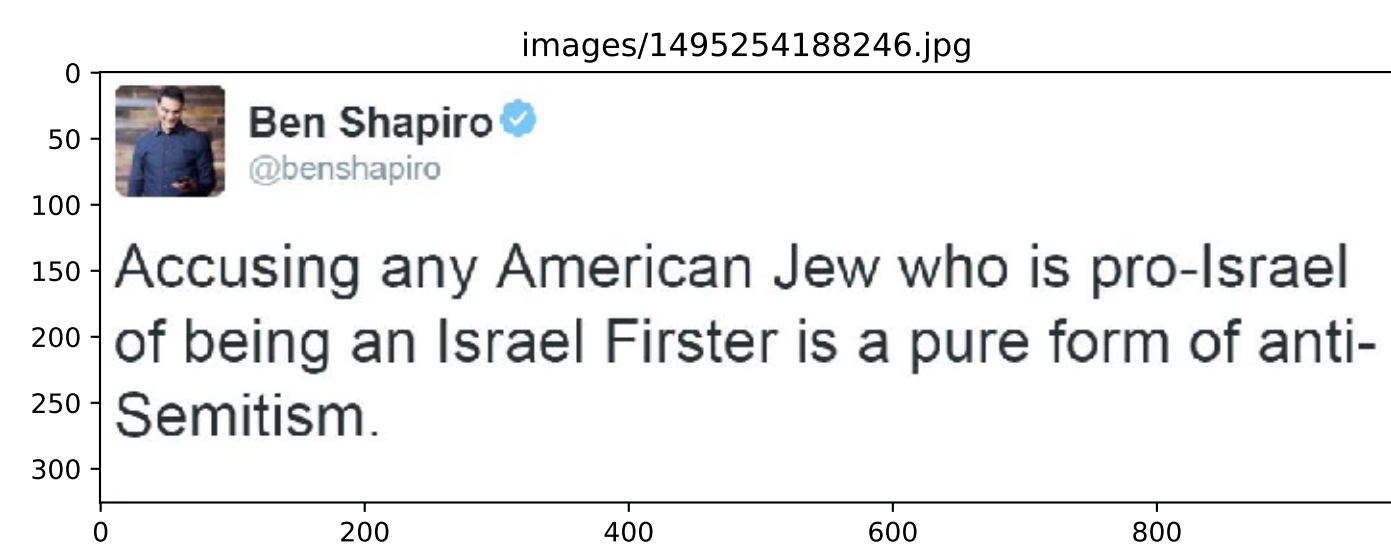 images/1495254188246.jpg
0
50
100
150
200
250
300
Ben Shapiro
@benshapiro
Accusing any American Jew who is pro-Israel
of being an Israel Firster is a pure form of anti-
Semitism.
0 200 400 600 800